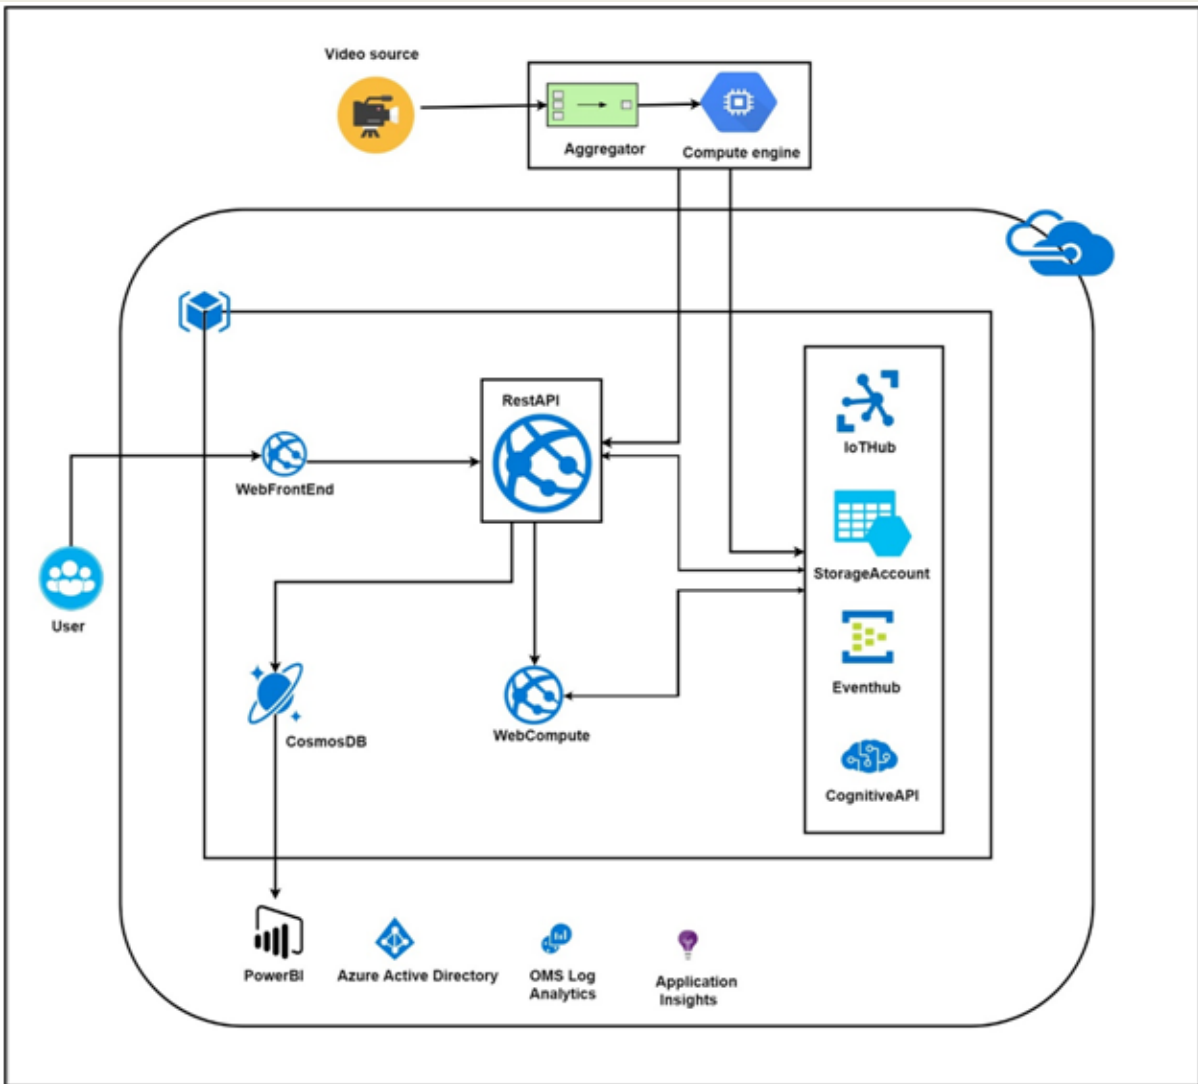 Video source
Aggregator
Compute engine
RestAPI
IoTHub
WebFrontEnd
StorageAccount
User
Eventhub
CosmosDB
WebCompute
CognitiveAPI
PowerBI
Azure Active Directory
OMS Log
Analytics
Application
Insights